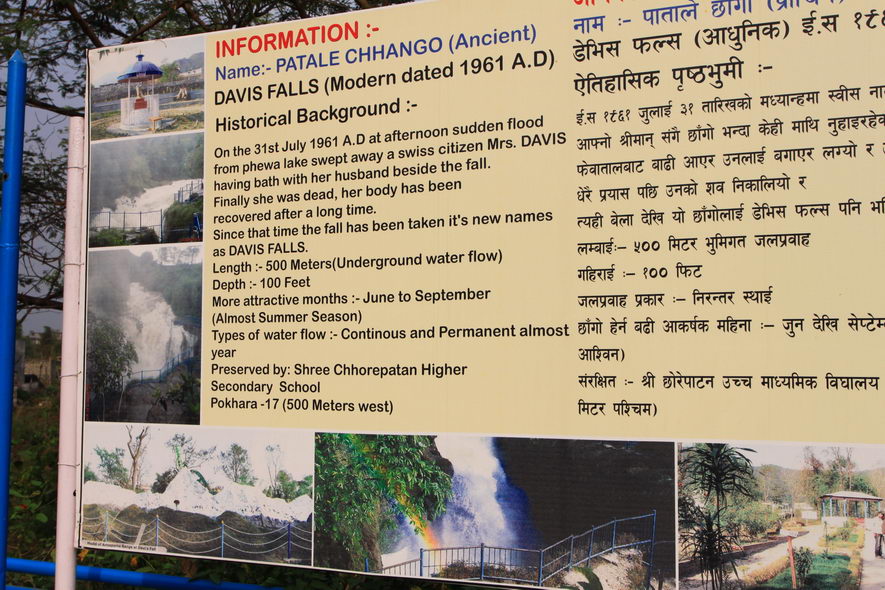 INFORMATION :-
Name:- PATALE CHHANGO (Ancient)
DAVIS FALLS (Modern dated 1961 A.D)
Historical Background :-
On the 31st July 1961 A.D at afternoon sudden flood
from phewa lake swept away a swiss citizen Mrs. DAVIS
having bath with her husband beside the fall.
Finally she was dead, her body has been
recovered after a long time.
Since that time the fall has been taken it's new names
as DAVIS FALLS.
Length :- 500 Meters(Underground water flow)
Depth :- 100 Feet
More attractive months :- June to September
(Almost Summer Season)
Types of water flow :- Continous and Permanent almost
year
Preserved by: Shree Chhorepatan Higher
Secondary School
Pokhara -17 (500 Meters west)
नाम :- पाताले छाँगो
डेभिस फल्स (आधुनिक) ई.स
ऐतिहासिक पृष्ठभुमी :-
ई.स १९६१ जुलाई ३१ तारिखको मध्यान्हमा स्वीस
आफ्नो श्रीमान् संगै छाँगो भन्दा केही माथि
फेवातालबाट बाढी आएर उनलाई बगाएर लग्यो र
धेरै प्रयास पछि उनको शव निकालियो र
त्यही बेला देखि यो छाँगोलाई डेभिस फल्स पनि
लम्बाई:– ५०० मिटर भुमिगत जलप्रवाह
गहिराई :– १०० फिट
जलप्रवाह प्रकार :– निरन्तर स्थाई
छाँगो हेर्न बढी आकर्षक महिना :– जुन देखि
आश्विन)
संरक्षित :- श्री छोरेपाटन उच्च माध्यमिक विघालय
मिटर पश्चिम)